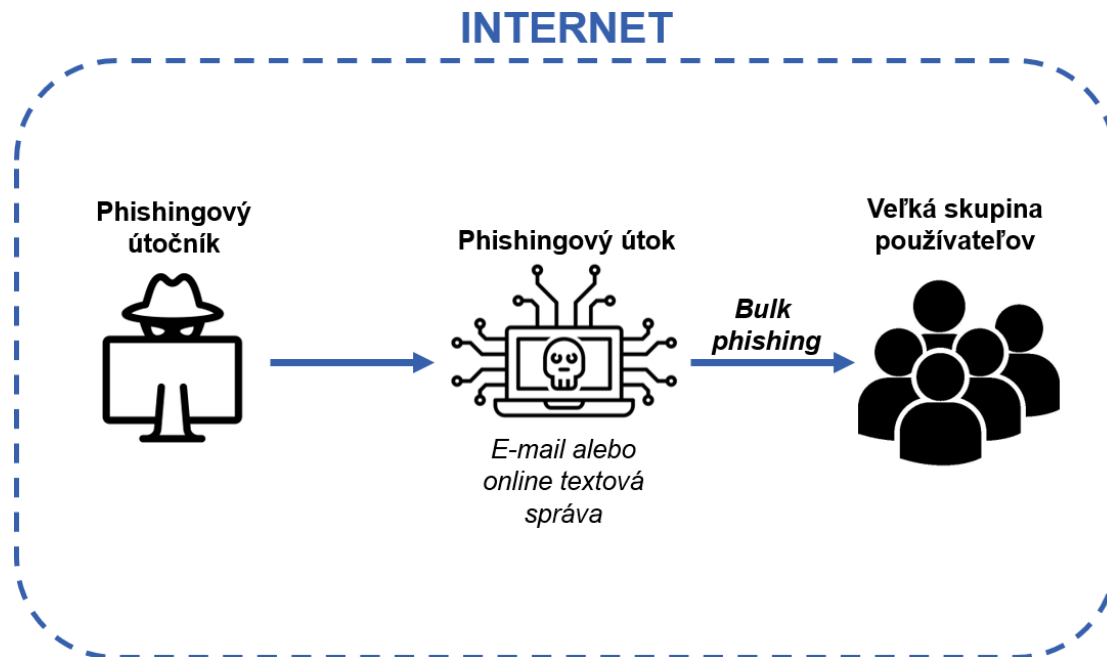 INTERNET
Phishingový
útočník
Phishingový útok
E-mail alebo
online textová
správa
Bulk
phishing
Veľká skupina
používateľov